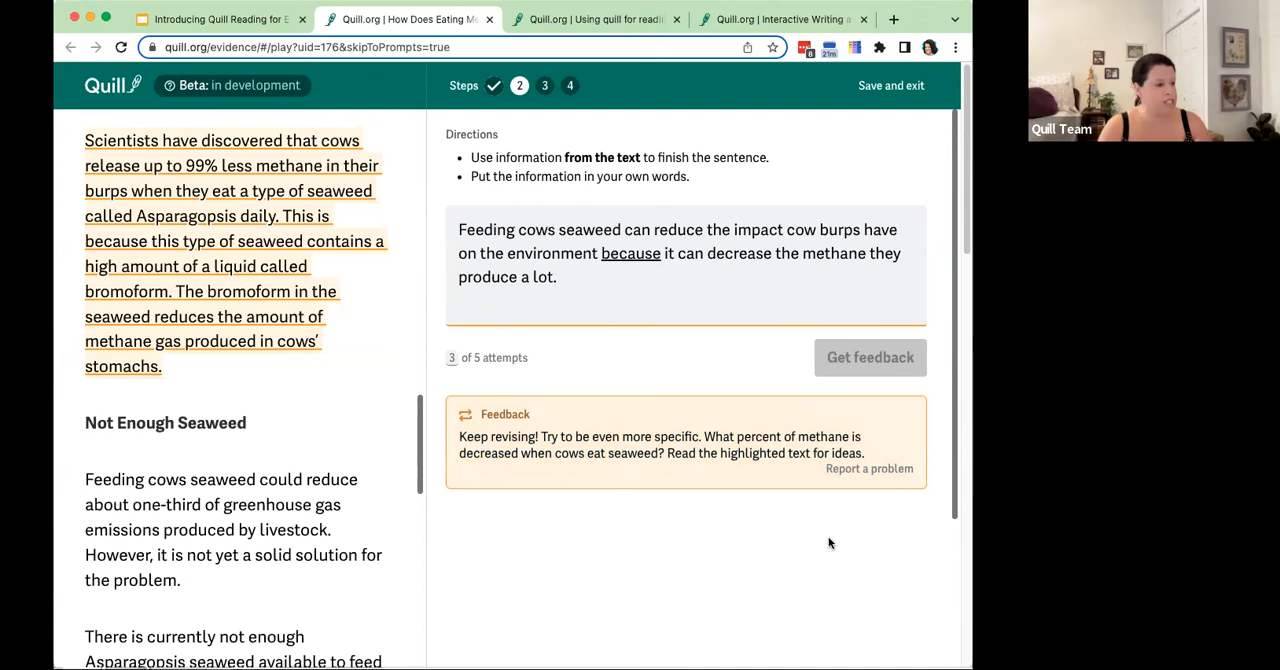 Introducing Quill Reading for E
Quill.org | How Does Eating Me
Quill.org | Using quill for readi
Quill.org | Interactive Writing a
quill.org/evidence/#/play?uid=176&skipToPrompts=true
8
21m
Quill
Beta: in development
Steps 2 3 4
Save and exit
Scientists have discovered that cows
release up to 99% less methane in their
burps when they eat a type of seaweed
called Asparagopsis daily. This is
because this type of seaweed contains a
high amount of a liquid called
bromoform. The bromoform in the
seaweed reduces the amount of
methane gas produced in cows’
stomachs.
Not Enough Seaweed
Feeding cows seaweed could reduce
about one-third of greenhouse gas
emissions produced by livestock.
However, it is not yet a solid solution for
the problem.
There is currently not enough
Asparagopsis seaweed available to feed
Directions
• Use information from the text to finish the sentence.
• Put the information in your own words.
Feeding cows seaweed can reduce the impact cow burps have
on the environment because it can decrease the methane they
produce a lot.
3 of 5 attempts
Get feedback
Feedback
Keep revising! Try to be even more specific. What percent of methane is
decreased when cows eat seaweed? Read the highlighted text for ideas.
Report a problem
Quill Team